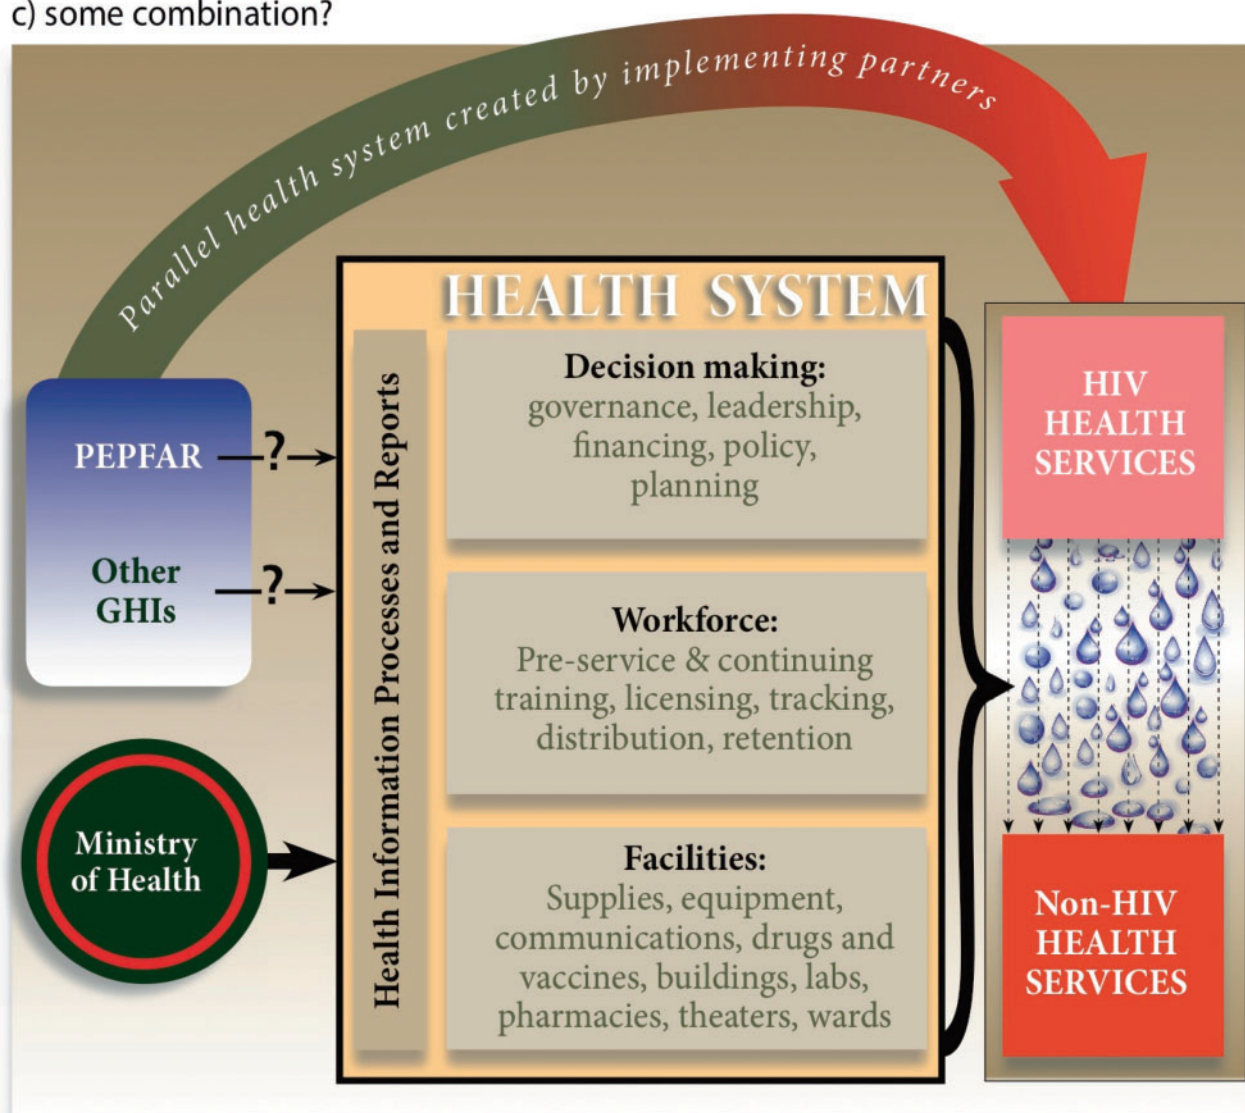 c) some combination?
Parallel health system created by implementing partners
HEALTH SYSTEM
PEPFAR
?
Other
GHIs
?
Ministry
of Health
Health Information Processes and Reports
Decision making:
governance, leadership,
financing, policy,
planning
Workforce:
Pre-service & continuing
training, licensing, tracking,
distribution, retention
Facilities:
Supplies, equipment,
communications, drugs and
vaccines, buildings, labs,
pharmacies, theaters, wards
HIV
HEALTH
SERVICES
Non-HIV
HEALTH
SERVICES